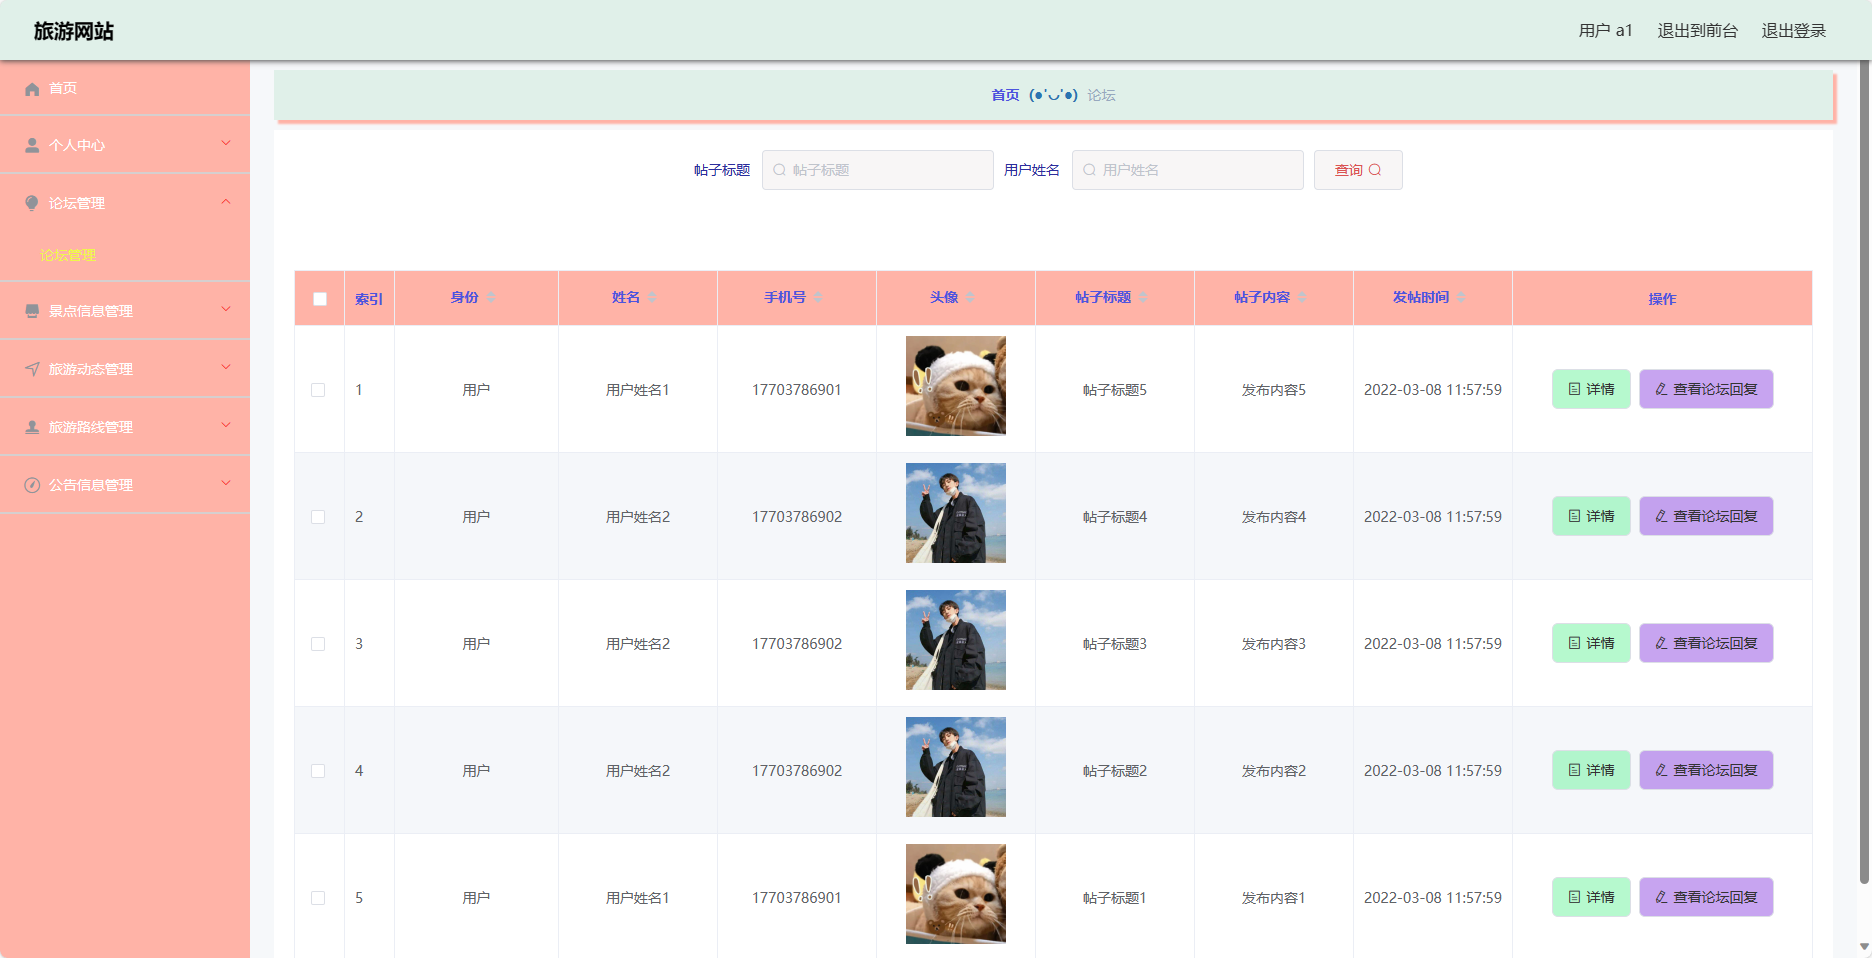 旅游网站
用户 a1 退出到前台 退出登录
首页
个人中心
论坛管理
论坛管理
景点信息管理
旅游动态管理
旅游路线管理
公告信息管理
首页 (●'◡'●) 论坛
帖子标题 帖子标题 用户姓名 用户姓名 查询
索引 身份 姓名 手机号 头像 帖子标题 帖子内容 发帖时间 操作
1 用户 用户姓名1 17703786901 帖子标题5 发布内容5 2022-03-08 11:57:59 详情 查看论坛回复
2 用户 用户姓名2 17703786902 帖子标题4 发布内容4 2022-03-08 11:57:59 详情 查看论坛回复
3 用户 用户姓名2 17703786902 帖子标题3 发布内容3 2022-03-08 11:57:59 详情 查看论坛回复
4 用户 用户姓名2 17703786902 帖子标题2 发布内容2 2022-03-08 11:57:59 详情 查看论坛回复
5 用户 用户姓名1 17703786901 帖子标题1 发布内容1 2022-03-08 11:57:59 详情 查看论坛回复